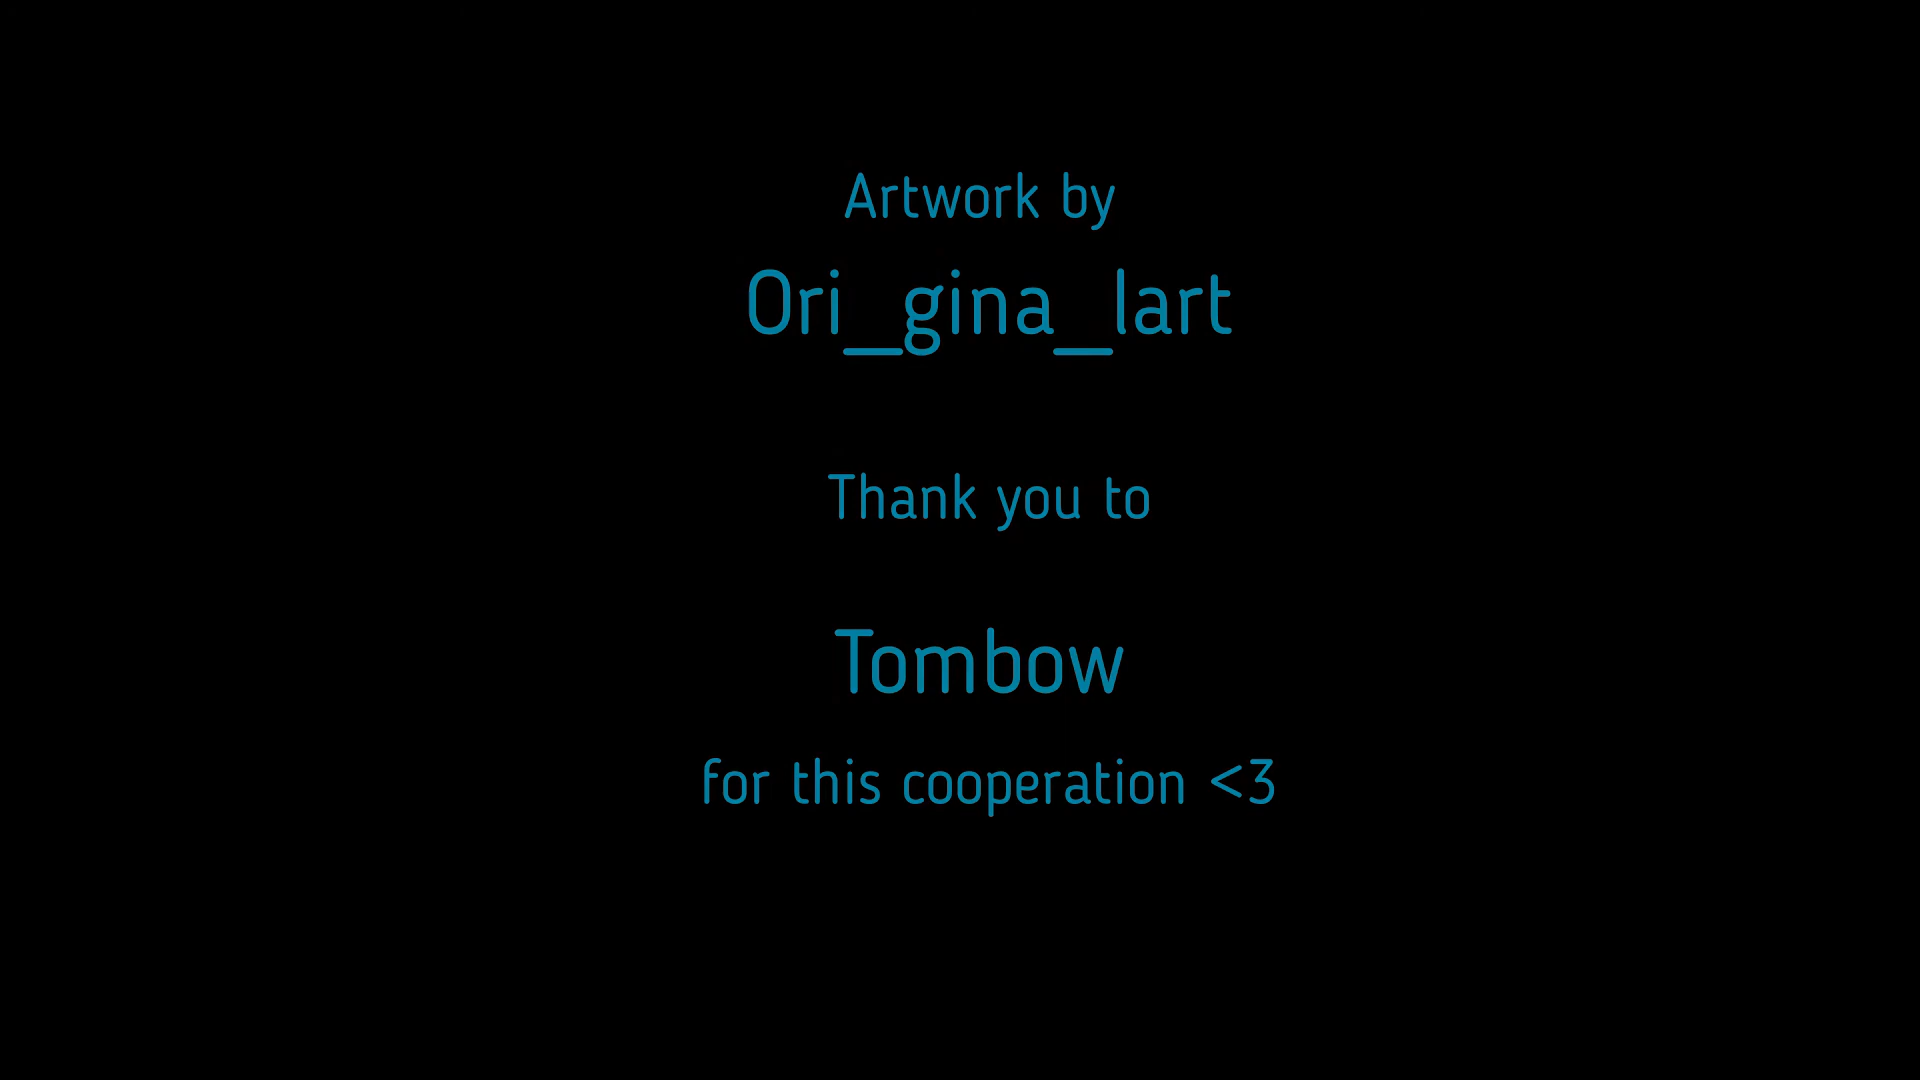 Artwork by
Ori_gina_lart
Thank you to
Tombow
for this cooperation <3